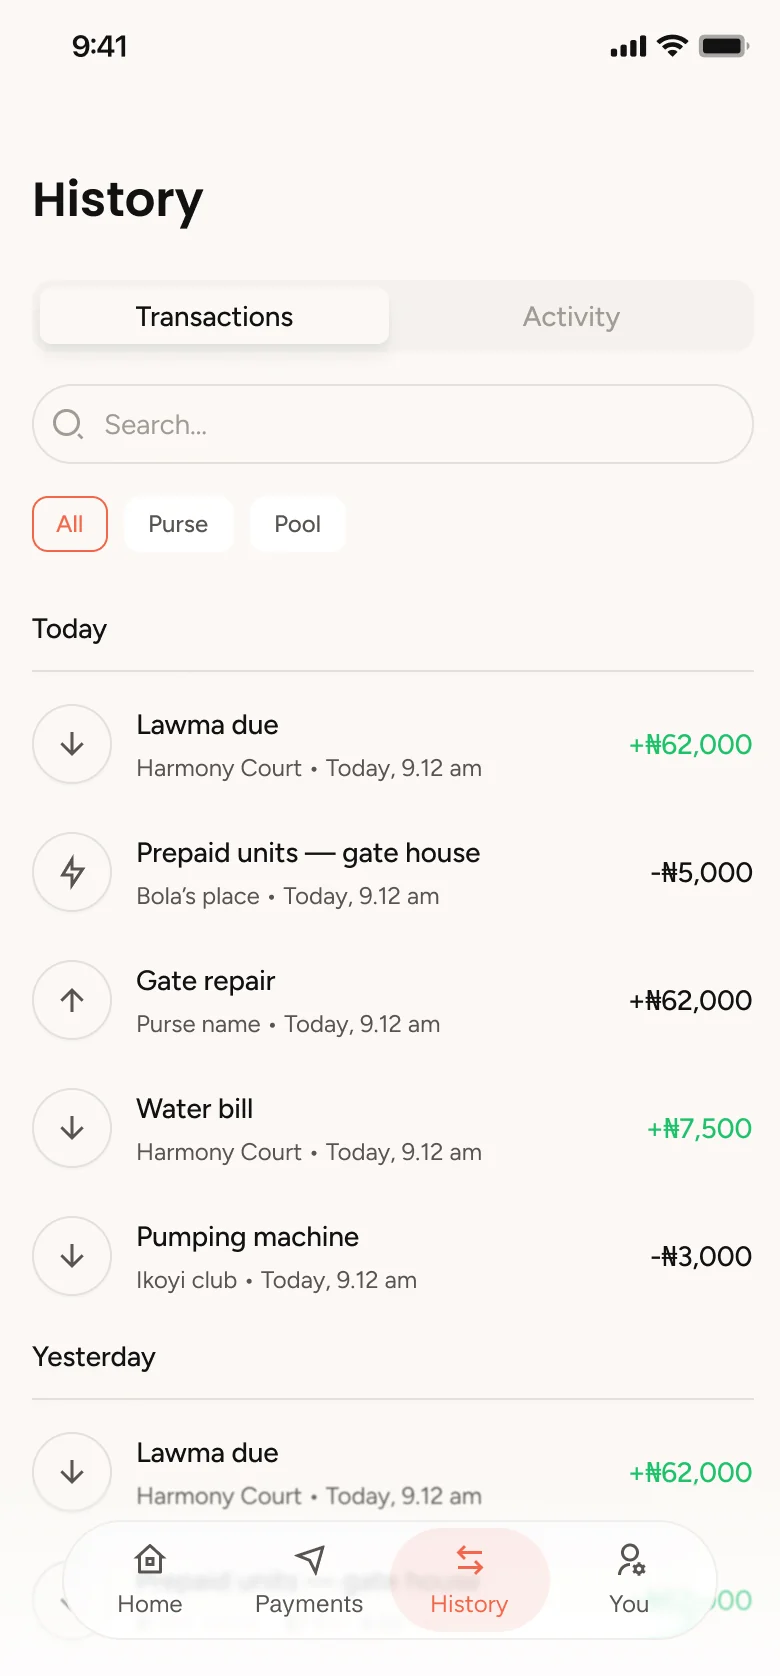 9:41
History
Transactions
Activity
Search...
All
Purse
Pool
Today
Lawma due
+₦62,000
Harmony Court • Today, 9.12 am
Prepaid units — gate house
-₦5,000
Bola’s place • Today, 9.12 am
Gate repair
+₦62,000
Purse name • Today, 9.12 am
Water bill
+₦7,500
Harmony Court • Today, 9.12 am
Pumping machine
-₦3,000
Ikoyi club • Today, 9.12 am
Yesterday
Lawma due
+₦62,000
Harmony Court • Today, 9.12 am
Prepaid units — gate house
Home
Payments
History
You